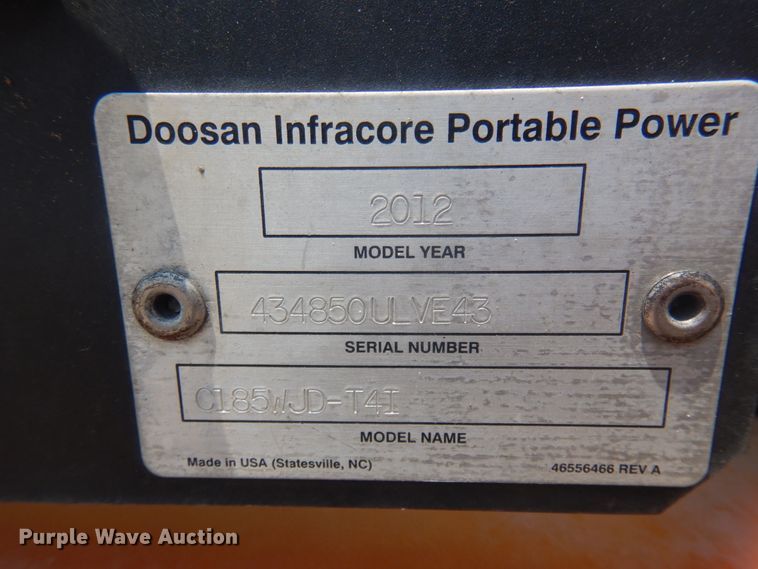 Doosan Infracore Portable Power
2012
MODEL YEAR
434850ULVE43
SERIAL NUMBER
C185WJD-T4I
MODEL NAME
Made in USA (Statesville, NC)
46556466 REV A
Purple Wave Auction